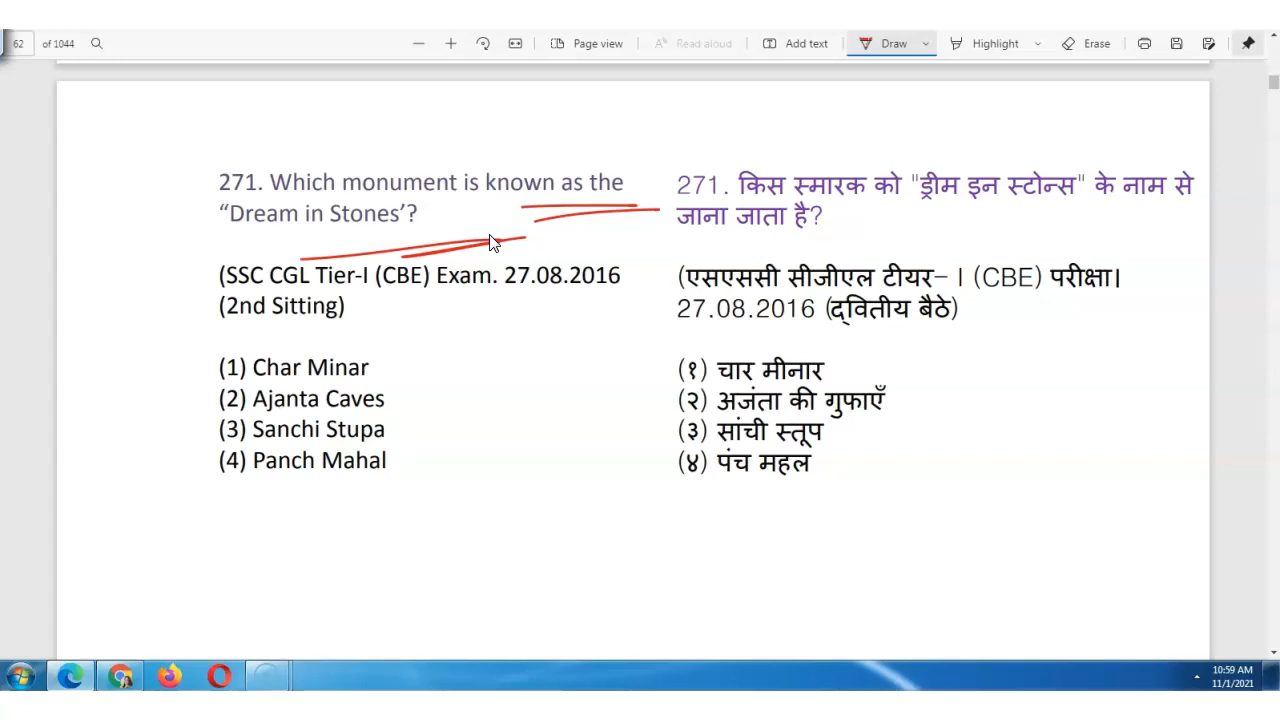 62 of 1044 Page view Read aloud Add text Draw Highlight Erase
271. Which monument is known as the
“Dream in Stones’?
(SSC CGL Tier-I (CBE) Exam. 27.08.2016
(2nd Sitting)
(1) Char Minar
(2) Ajanta Caves
(3) Sanchi Stupa
(4) Panch Mahal
271. किस स्मारक को "ड्रीम इन स्टोन्स" के नाम से
जाना जाता है?
(एसएससी सीजीएल टीयर- I (CBE) परीक्षा।
27.08.2016 (द्वितीय बैठे)
(१) चार मीनार
(२) अजंता की गुफाएँ
(३) सांची स्तूप
(४) पंच महल
10:59 AM
11/1/2021